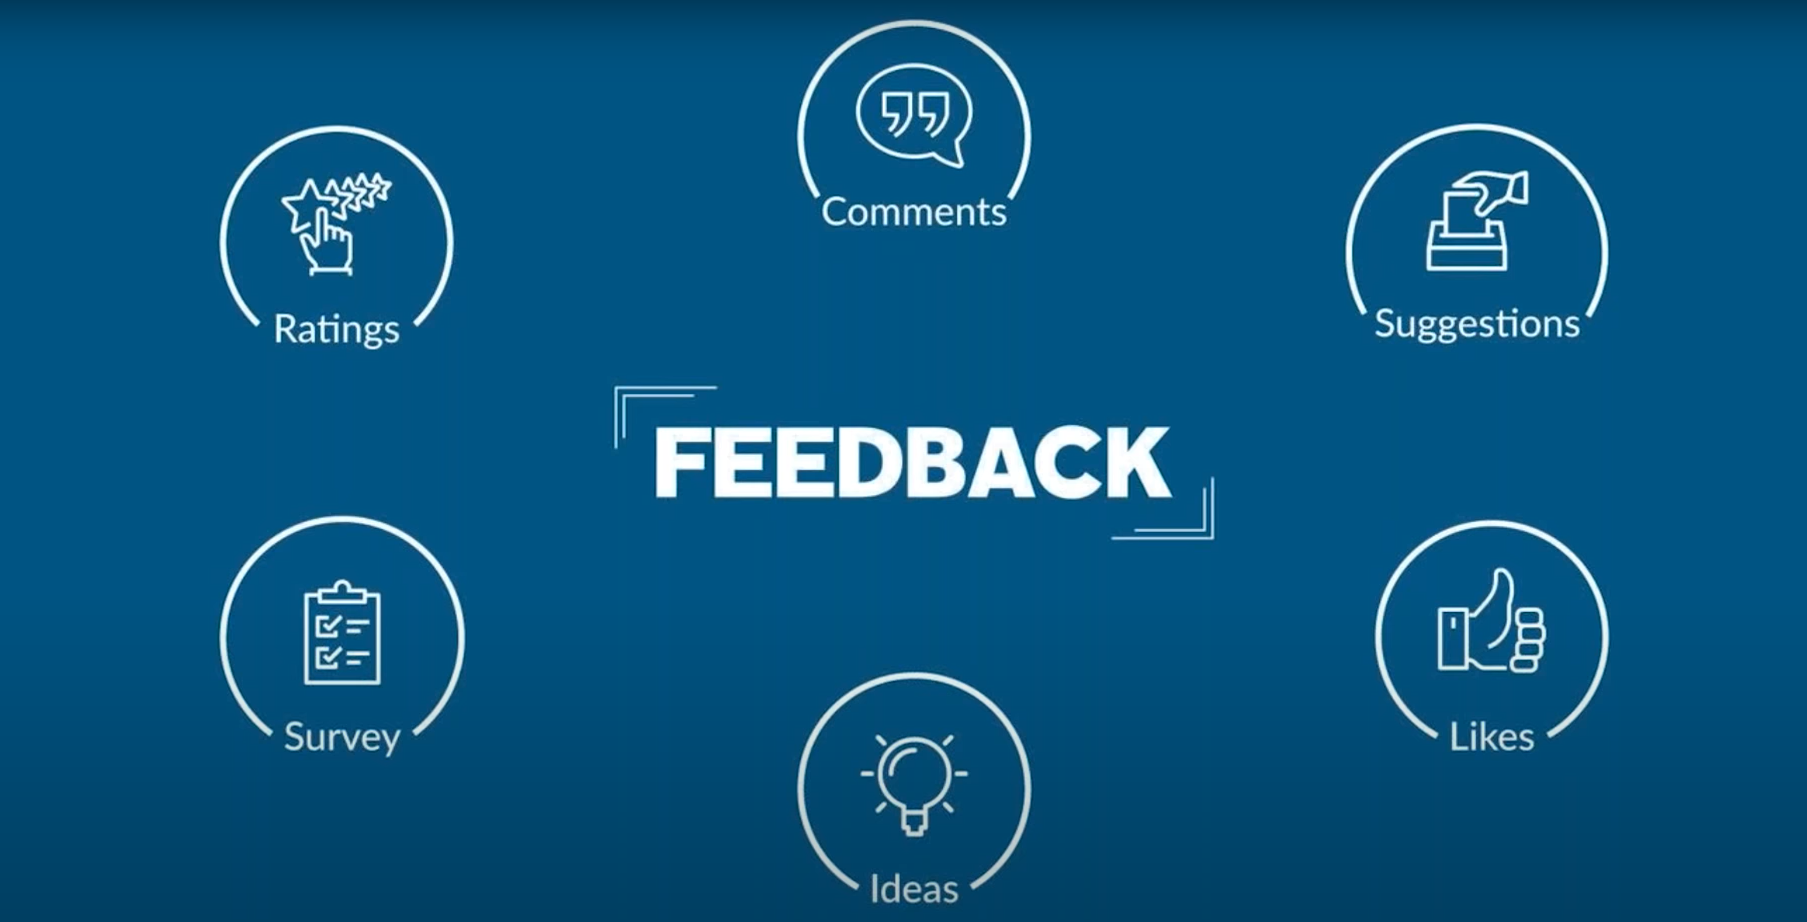 Comments
Ratings
Suggestions
FEEDBACK
Survey
Likes
Ideas